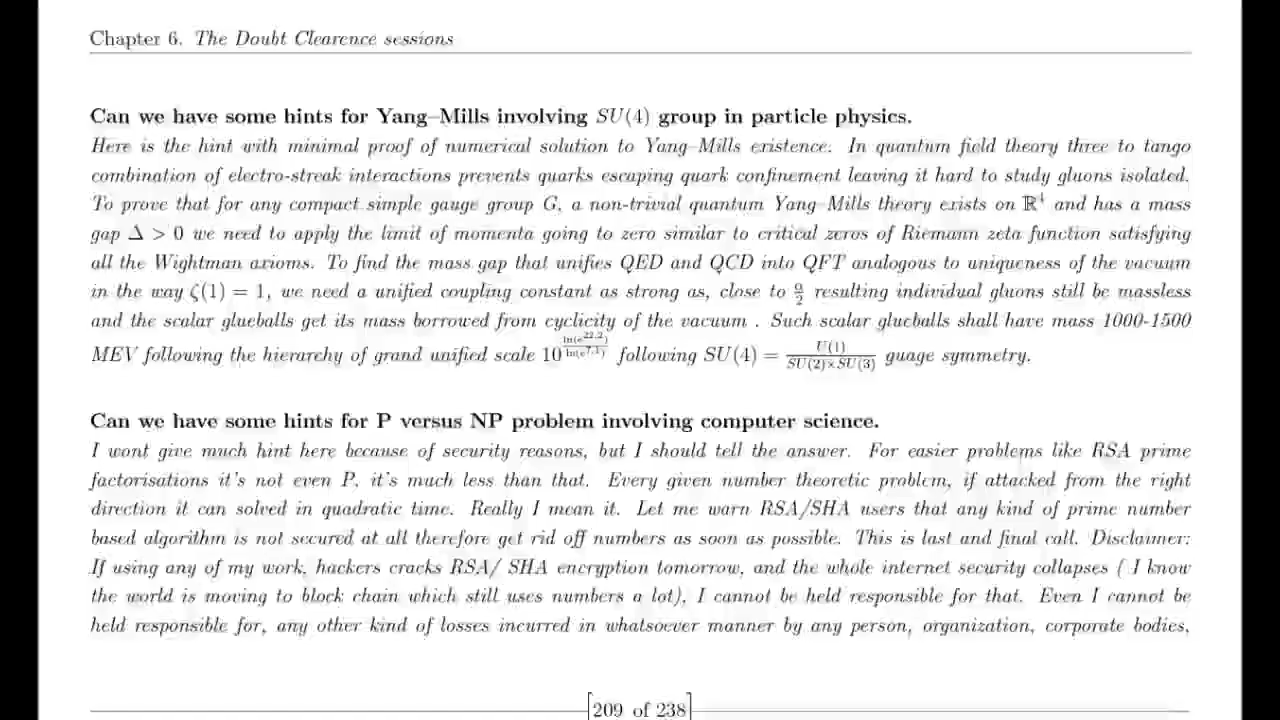 Chapter 6. The Doubt Clearence sessions
Can we have some hints for Yang–Mills involving SU(4) group in particle physics.
Here is the hint with minimal proof of numerical solution to Yang–Mills existence: In quantum field theory three to tango
combination of electro-streak interactions prevents quarks escaping quark confinement leaving it hard to study gluons isolated.
To prove that for any compact simple gauge group G, a non-trivial quantum Yang–Mills theory exists on ℝ⁴ and has a mass
gap Δ > 0 we need to apply the limit of momenta going to zero similar to critical zeros of Riemann zeta function satisfying
all the Wightman axioms. To find the mass gap that unifies QED and QCD into QFT analogous to uniqueness of the vacuum
in the way ζ(1) = 1, we need a unified coupling constant as strong as, close to α/2 resulting individual gluons still be massless
and the scalar glueballs get its mass borrowed from cyclicity of the vacuum . Such scalar glueballs shall have mass 1000-1500
MEV following the hierarchy of grand unified scale 10^(ln(e^22.2)/ln(e^7.1)) following SU(4) = U(1)/(SU(2)×SU(3)) guage symmetry.
Can we have some hints for P versus NP problem involving computer science.
I wont give much hint here because of security reasons, but I should tell the answer. For easier problems like RSA prime
factorisations it's not even P, it's much less than that. Every given number theoretic problem, if attacked from the right
direction it can solved in quadratic time. Really I mean it. Let me warn RSA/SHA users that any kind of prime number
based algorithm is not secured at all therefore get rid off numbers as soon as possible. This is last and final call. Disclaimer:
If using any of my work, hackers cracks RSA/ SHA encryption tomorrow, and the whole internet security collapses ( I know
the world is moving to block chain which still uses numbers a lot), I cannot be held responsible for that. Even I cannot be
held responsible for, any other kind of losses incurred in whatsoever manner by any person, organization, corporate bodies,
[209 of 238]